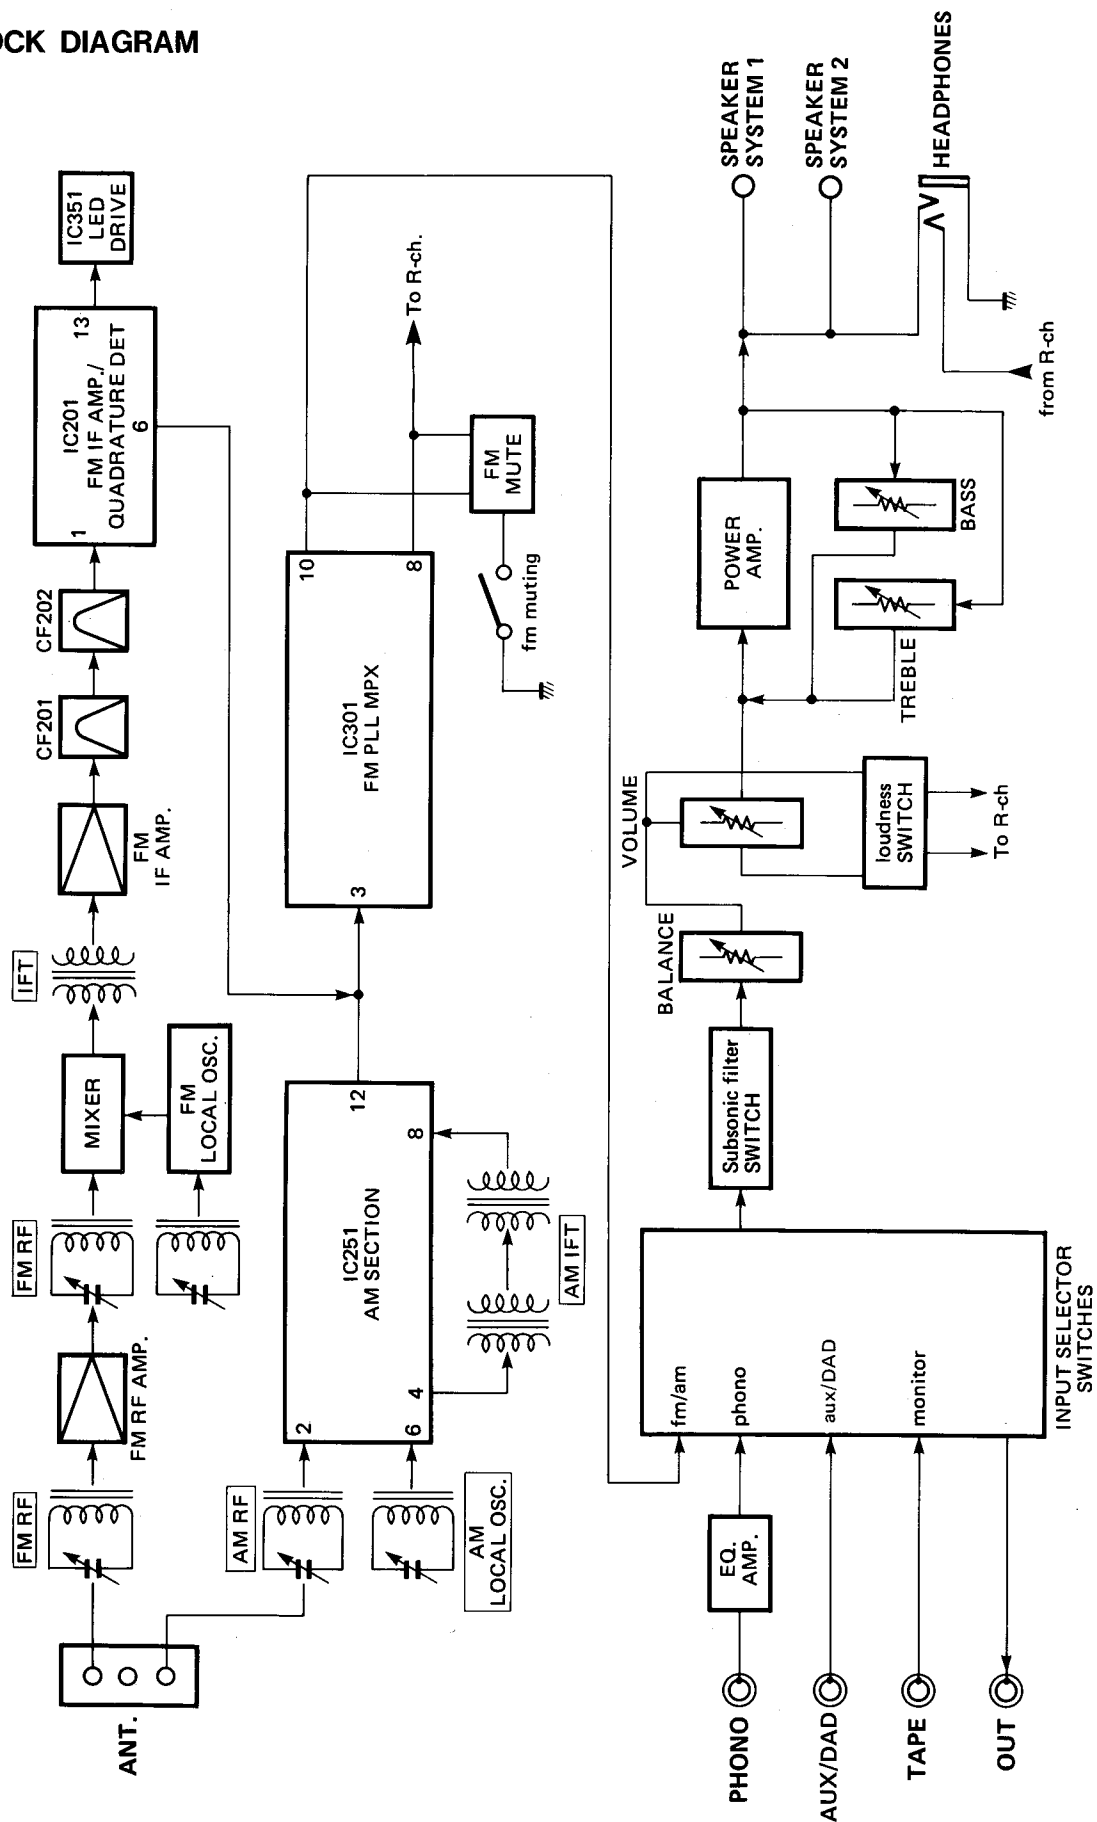 OCK DIAGRAM
ANT.
FM RF
FM RF AMP.
FM RF
MIXER
FM
LOCAL OSC.
IFT
FM
IF AMP.
CF201
CF202
1
IC201
FM IF AMP./
QUADRATURE DET
13
6
IC351
LED
DRIVE
AM RF
AM
LOCAL OSC.
2
6
4
IC251
AM SECTION
12
8
AM IFT
3
IC301
FM PLL MPX
10
8
To R-ch.
FM
MUTE
fm muting
PHONO
AUX/DAD
TAPE
OUT
EQ.
AMP.
fm/am
phono
aux/DAD
monitor
INPUT SELECTOR
SWITCHES
Subsonic filter
SWITCH
BALANCE
VOLUME
loudness
SWITCH
To R-ch
TREBLE
BASS
POWER
AMP.
SPEAKER
SYSTEM 1
SPEAKER
SYSTEM 2
HEADPHONES
from R-ch